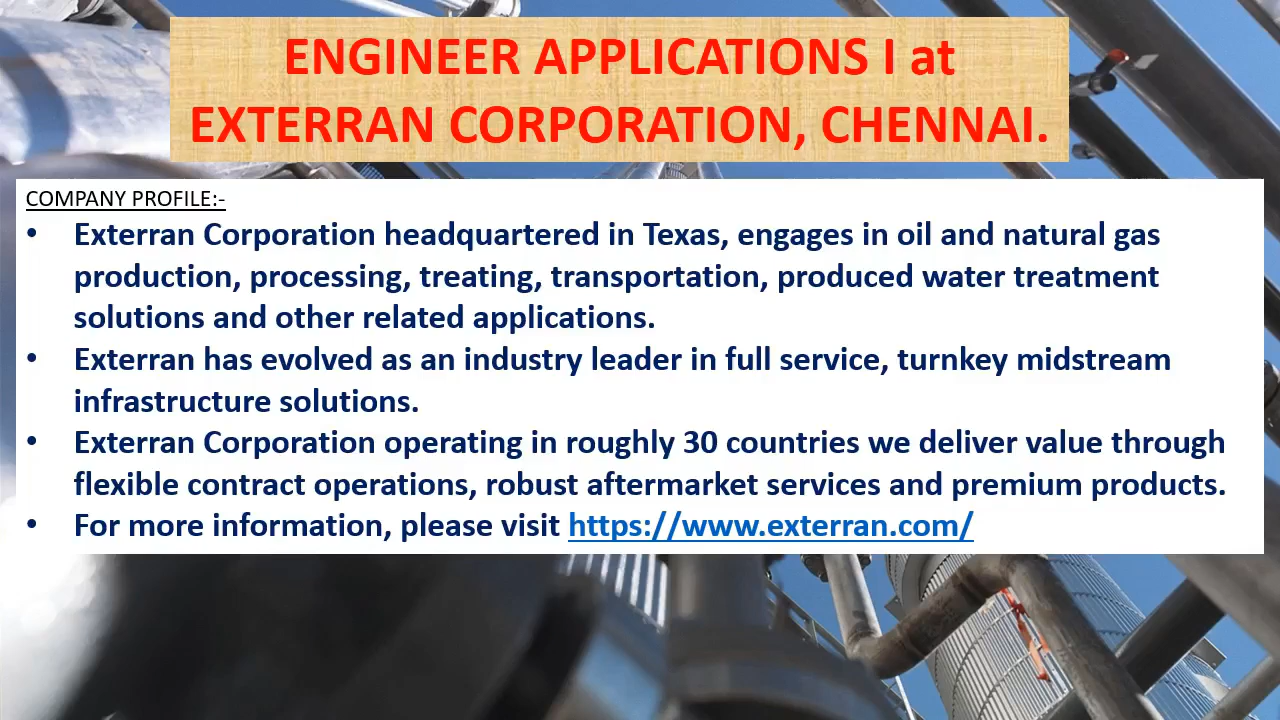 ENGINEER APPLICATIONS I at
EXTERRAN CORPORATION, CHENNAI.
COMPANY PROFILE:-
• Exterran Corporation headquartered in Texas, engages in oil and natural gas
production, processing, treating, transportation, produced water treatment
solutions and other related applications.
• Exterran has evolved as an industry leader in full service, turnkey midstream
infrastructure solutions.
• Exterran Corporation operating in roughly 30 countries we deliver value through
flexible contract operations, robust aftermarket services and premium products.
• For more information, please visit https://www.exterran.com/